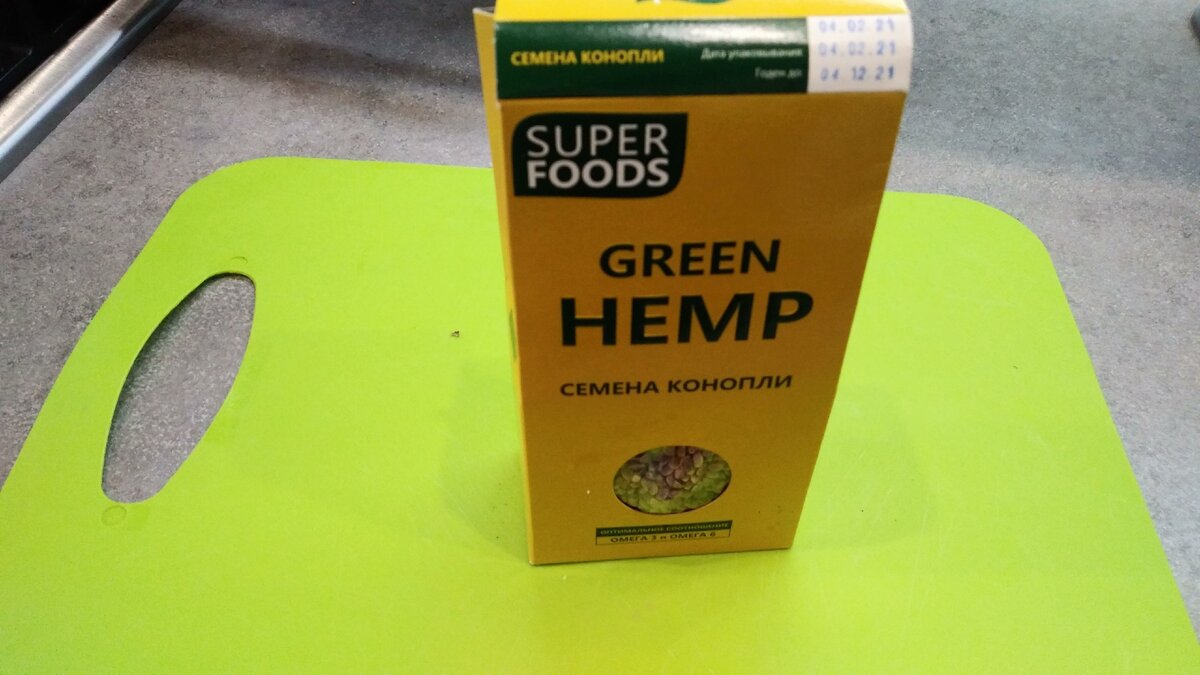 СЕМЕНА КОНОПЛИ
04.02.21
Дата упаковывания 04.02.21
Годен до: 04.12.21
SUPER
FOODS
GREEN
HEMP
СЕМЕНА КОНОПЛИ
ОПТИМАЛЬНОЕ СООТНОШЕНИЕ
ОМЕГА 3 и ОМЕГА 6